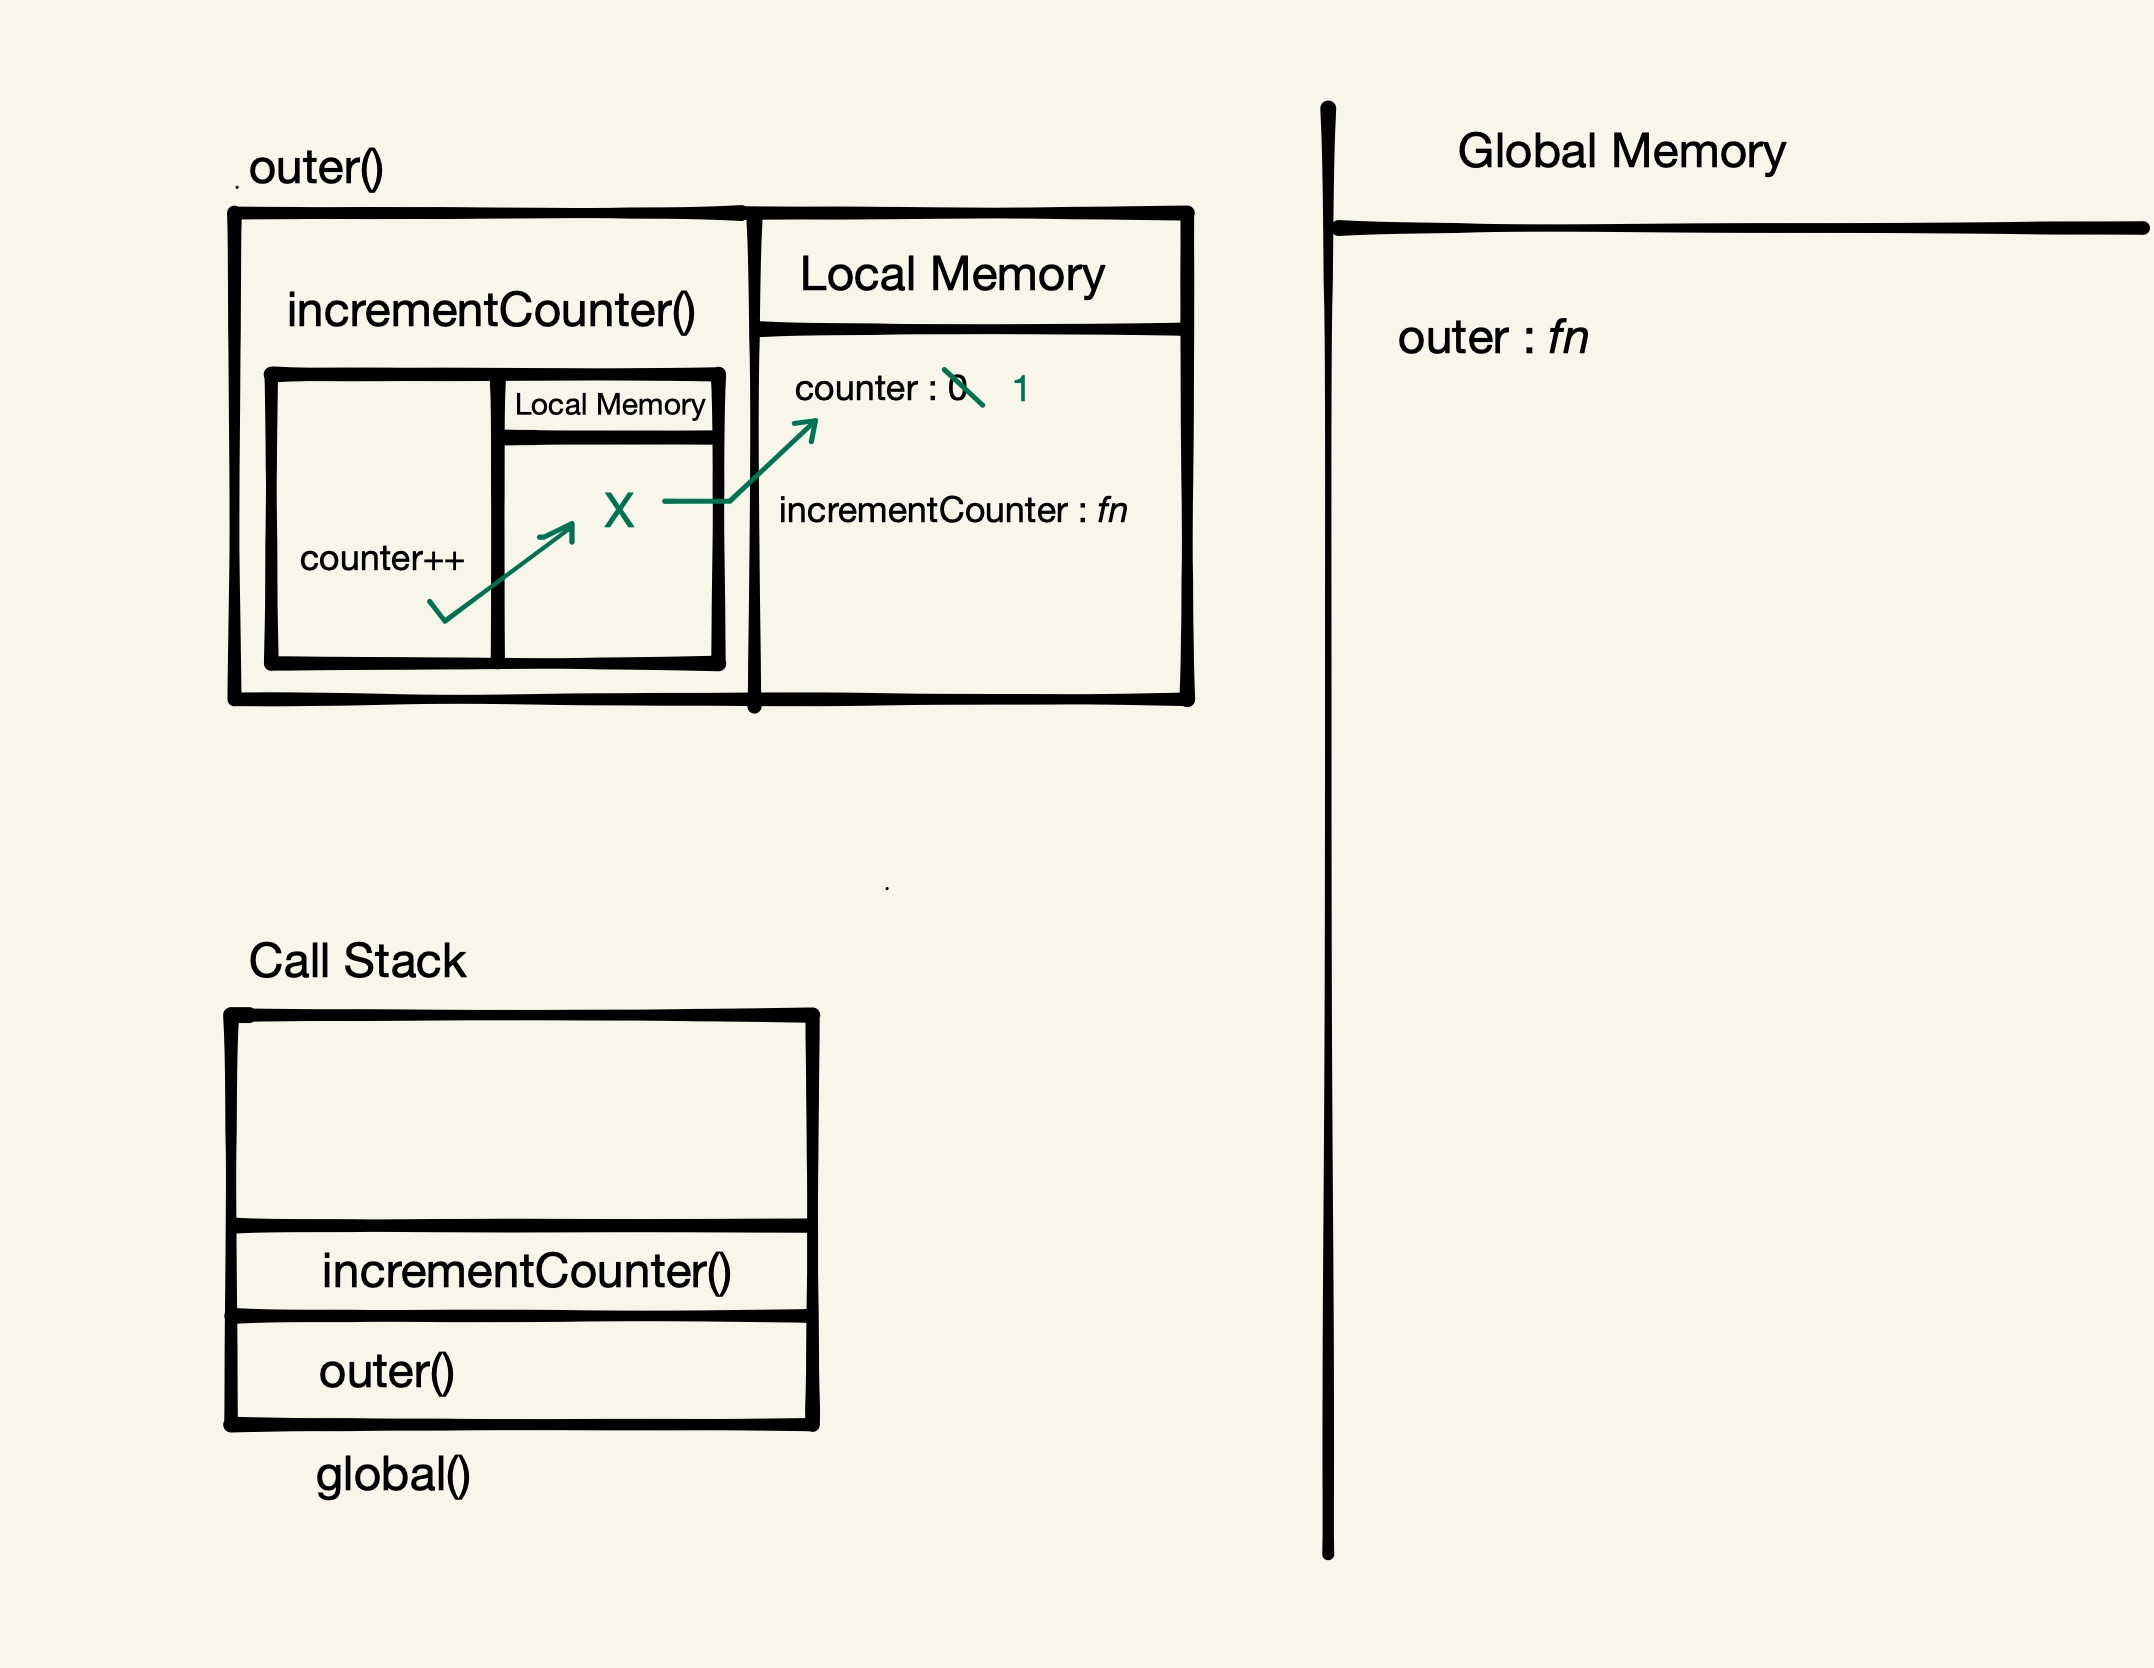 outer()
incrementCounter()
Local Memory
counter++
X
Local Memory
counter : 0 1
incrementCounter : fn
Global Memory
outer : fn
Call Stack
incrementCounter()
outer()
global()